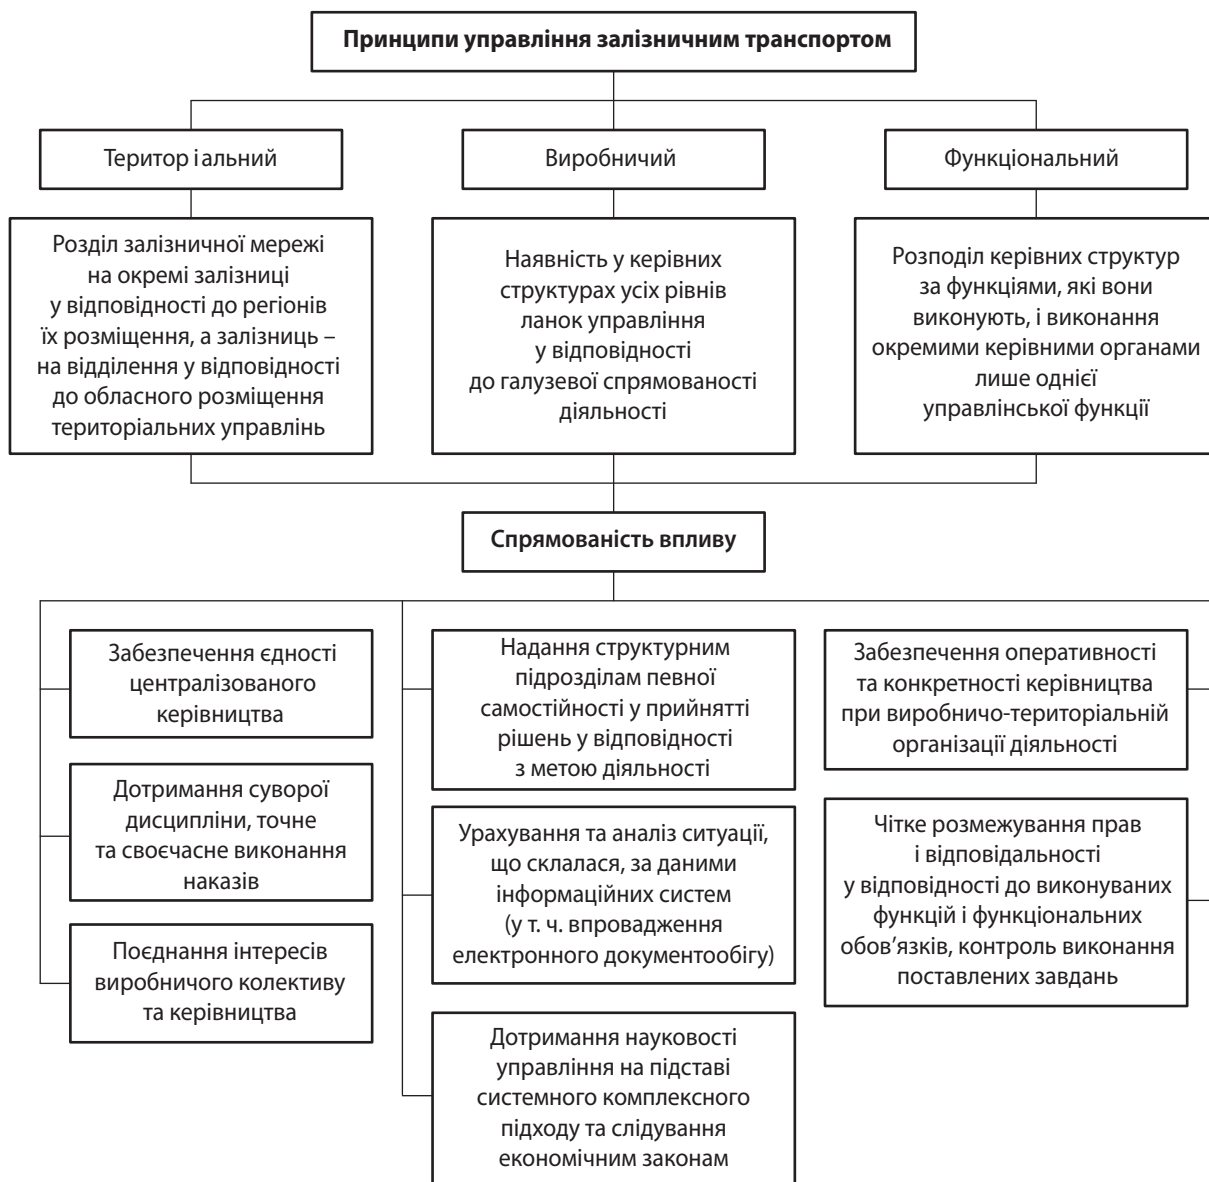 Принципи управління залізничним транспортом
Територ іальний
Виробничий
Функціональний
Розділ залізничної мережі
на окремі залізниці
у відповідності до регіонів
їх розміщення, а залізниць –
на відділення у відповідності
до обласного розміщення
територіальних управлінь
Наявність у керівних
структурах усіх рівнів
ланок управління
у відповідності
до галузевої спрямованості
діяльності
Розподіл керівних структур
за функціями, які вони
виконують, і виконання
окремими керівними органами
лише однієї
управлінської функції
Спрямованість впливу
Забезпечення єдності
централізованого
керівництва
Дотримання суворої
дисципліни, точне
та своєчасне виконання
наказів
Поєднання інтересів
виробничого колективу
та керівництва
Надання структурним
підрозділам певної
самостійності у прийнятті
рішень у відповідності
з метою діяльності
Урахування та аналіз ситуації,
що склалася, за даними
інформаційних систем
(у т. ч. впровадження
електронного документообігу)
Дотримання науковості
управління на підставі
системного комплексного
підходу та слідування
економічним законам
Забезпечення оперативності
та конкретності керівництва
при виробничо-територіальній
організації діяльності
Чітке розмежування прав
і відповідальності
у відповідності до виконуваних
функцій і функціональних
обов’язків, контроль виконання
поставлених завдань